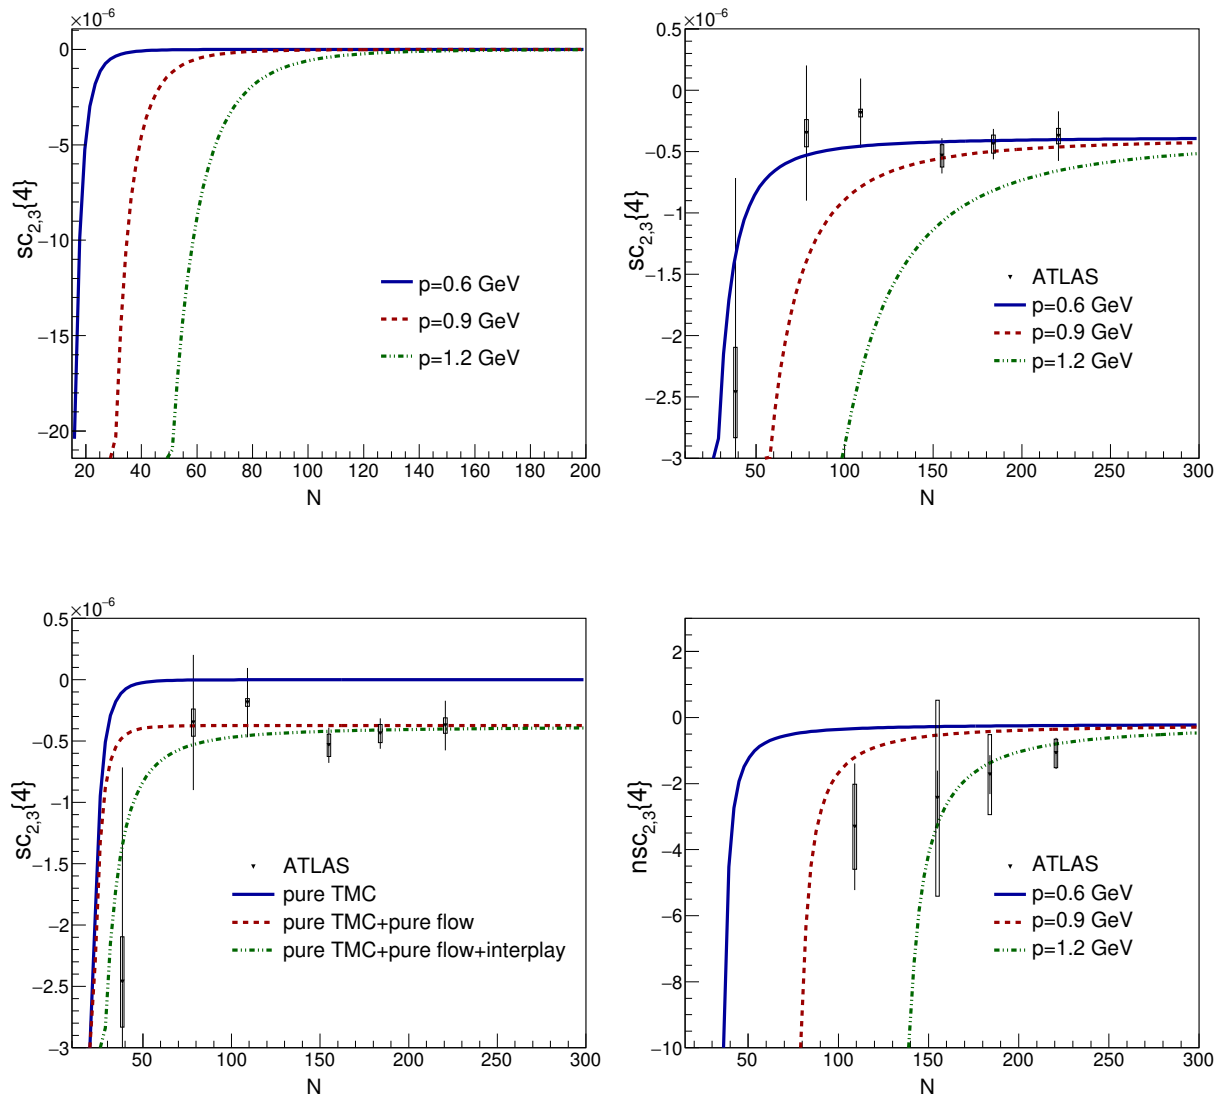 ×10⁻⁶
0
−5
−10
−15
−20
sc₂,₃{4}
p=0.6 GeV
p=0.9 GeV
p=1.2 GeV
20 40 60 80 100 120 140 160 180 200
N
×10⁻⁶
0.5
0
−0.5
−1
−1.5
−2
−2.5
−3
sc₂,₃{4}
ATLAS
p=0.6 GeV
p=0.9 GeV
p=1.2 GeV
50 100 150 200 250 300
N
×10⁻⁶
0.5
0
−0.5
−1
−1.5
−2
−2.5
−3
sc₂,₃{4}
ATLAS
pure TMC
pure TMC+pure flow
pure TMC+pure flow+interplay
50 100 150 200 250 300
N
2
0
−2
−4
−6
−8
−10
nsc₂,₃{4}
ATLAS
p=0.6 GeV
p=0.9 GeV
p=1.2 GeV
50 100 150 200 250 300
N